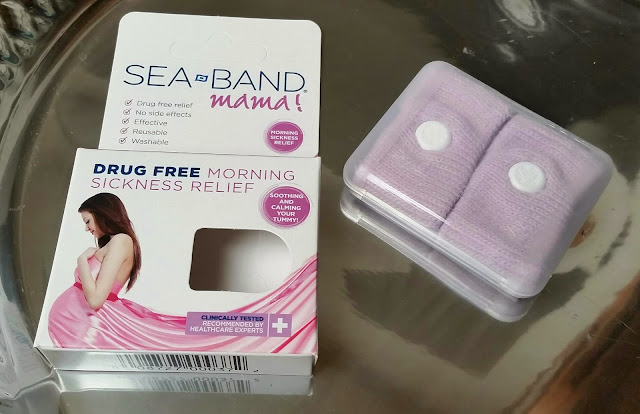 SEA-BAND®
mama!
Drug free relief
No side effects
Effective
Reusable
Washable
MORNING
SICKNESS
RELIEF
DRUG FREE MORNING
SICKNESS RELIEF
SOOTHING
AND
CALMING
YOUR
TUMMY!
CLINICALLY TESTED
RECOMMENDED BY
HEALTHCARE EXPERTS